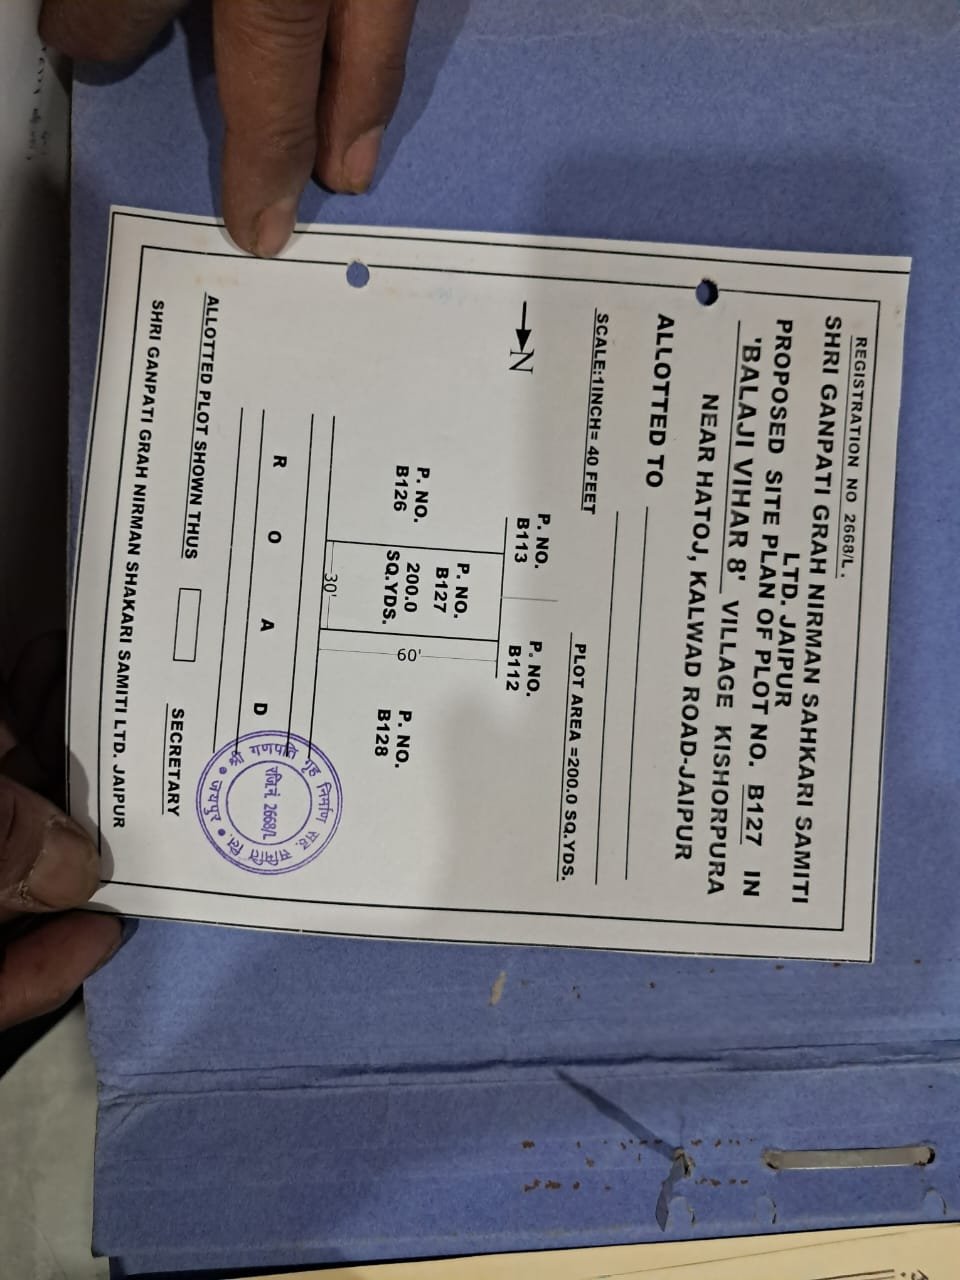 REGISTRATION NO 2668/L.
SHRI GANPATI GRAH NIRMAN SAHKARI SAMITI
LTD. JAIPUR
PROPOSED SITE PLAN OF PLOT NO. B127 IN
'BALAJI VIHAR 8' VILLAGE KISHORPURA
NEAR HATOJ, KALWAD ROAD-JAIPUR
ALLOTTED TO
SCALE:1INCH= 40 FEET
PLOT AREA =200.0 SQ.YDS.
N
P. NO.
B113
P. NO.
B112
P. NO.
B126
P. NO.
B127
200.0
SQ.YDS.
60'
P. NO.
B128
30'
R O A D
श्री गणपति गृह निर्माण सह. समिति लि.
रजि.नं 2668/L
जयपुर
ALLOTTED PLOT SHOWN THUS
SECRETARY
SHRI GANPATI GRAH NIRMAN SHAKARI SAMITI LTD. JAIPUR